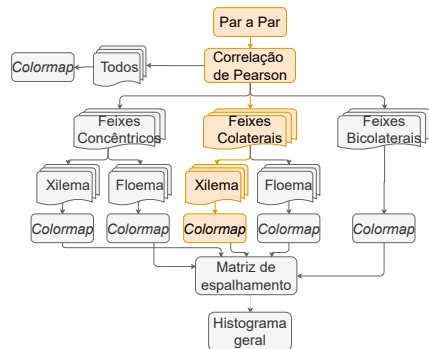 Par a Par
Correlação
de Pearson
Todos
Colormap
Feixes
Concêntricos
Feixes
Colaterais
Feixes
Bicolaterais
Xilema
Floema
Xilema
Floema
Colormap
Colormap
Colormap
Colormap
Colormap
Matriz de
espalhamento
Histograma
geral